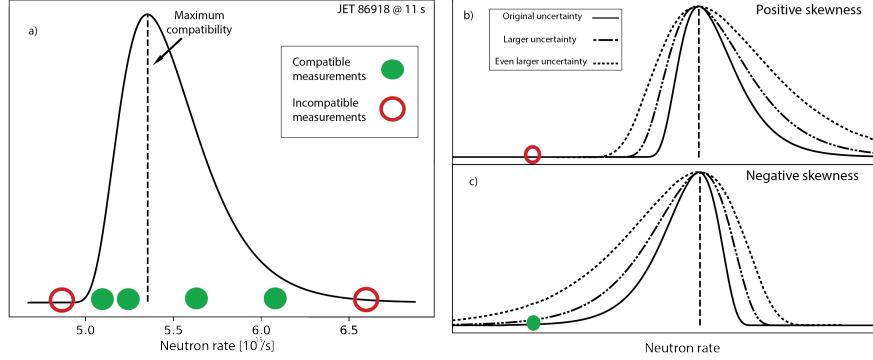 JET 86918 @ 11 s
a)
Maximum
compatibility
Compatible
measurements
Incompatible
measurements
5.0
5.5
6.0
6.5
Neutron rate [10¹⁵/s]
b)
Original uncertainty
Larger uncertainty
Even larger uncertainty
Positive skewness
c)
Negative skewness
Neutron rate